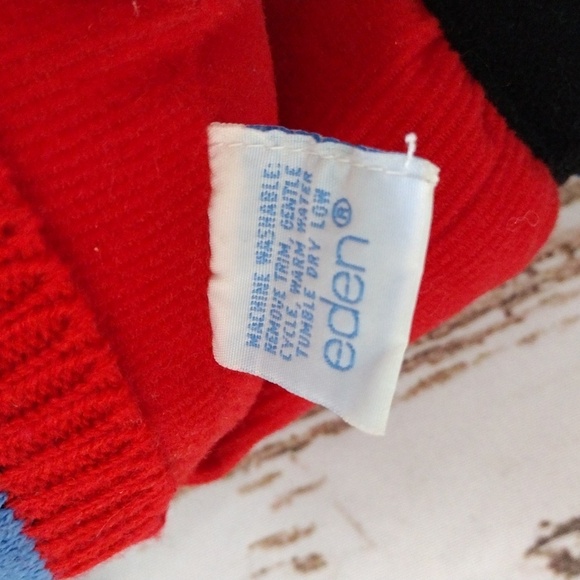 MACHINE WASHABLE:
REMOVE TRIM, GENTLE
CYCLE, WARM WATER
TUMBLE DRY LOW
eden®